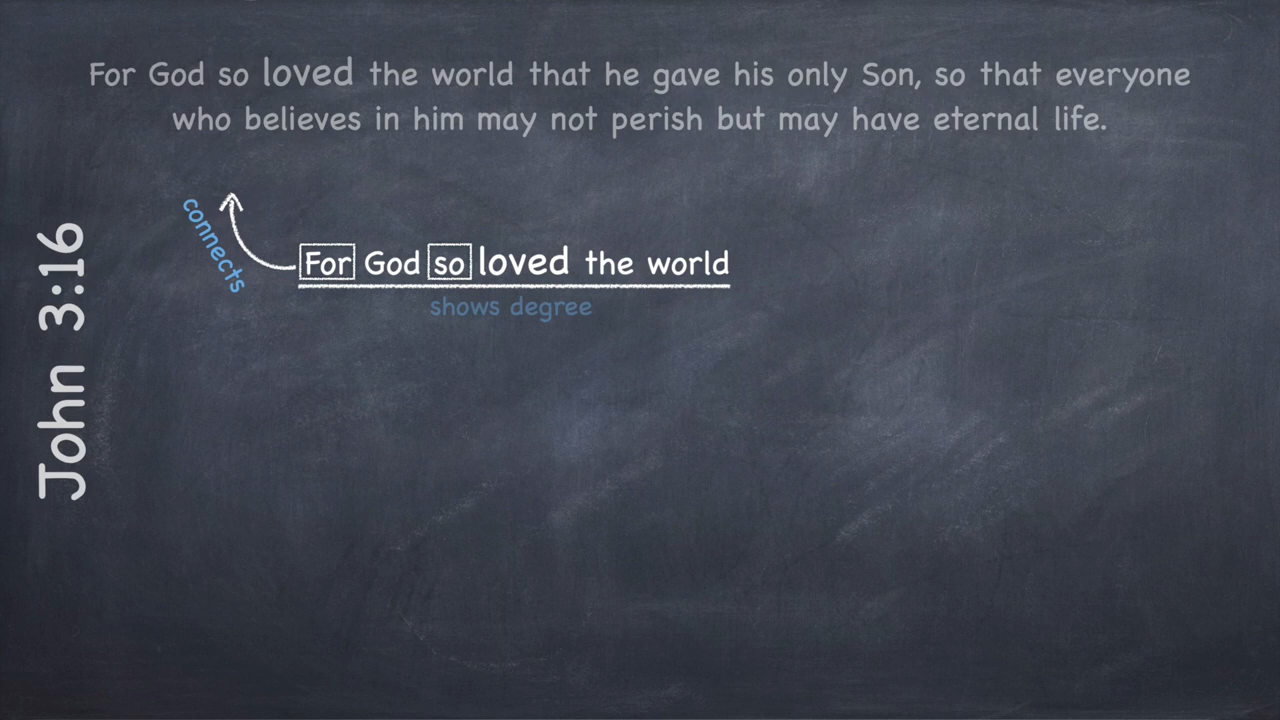 For God so loved the world that he gave his only Son, so that everyone
who believes in him may not perish but may have eternal life.
connects
For God so loved the world
shows degree
John 3:16